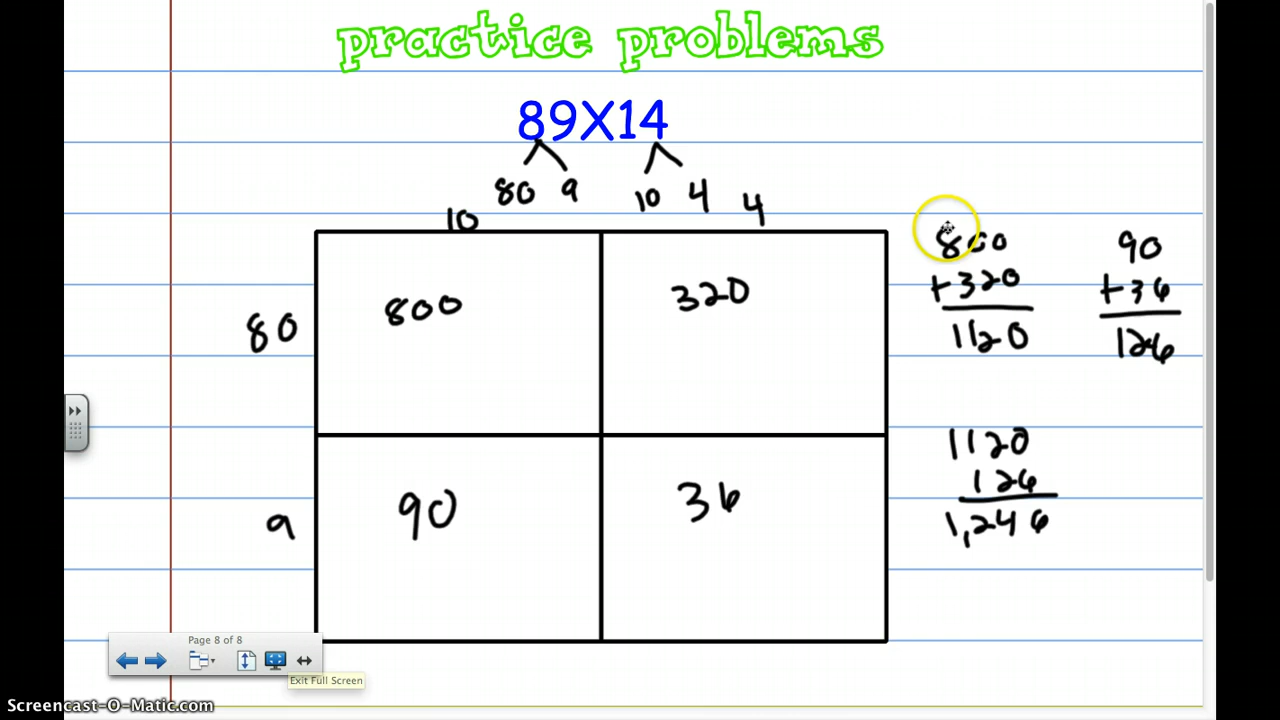 practice problems
89X14
80 9 10 4
10 4
80 800 320
9 90 36
800
+320
1120
90
+36
126
1120
126
1,246
Page 8 of 8
Exit Full Screen
Screencast-O-Matic.com